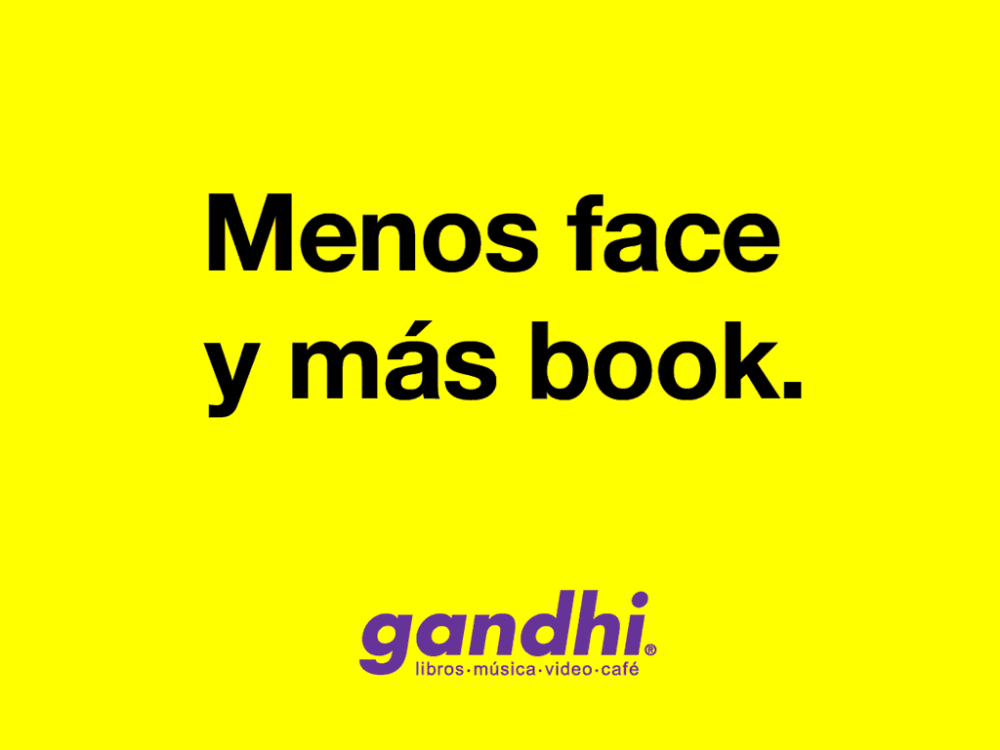 Menos face
y más book.
gandhi®
libros·música·video·café